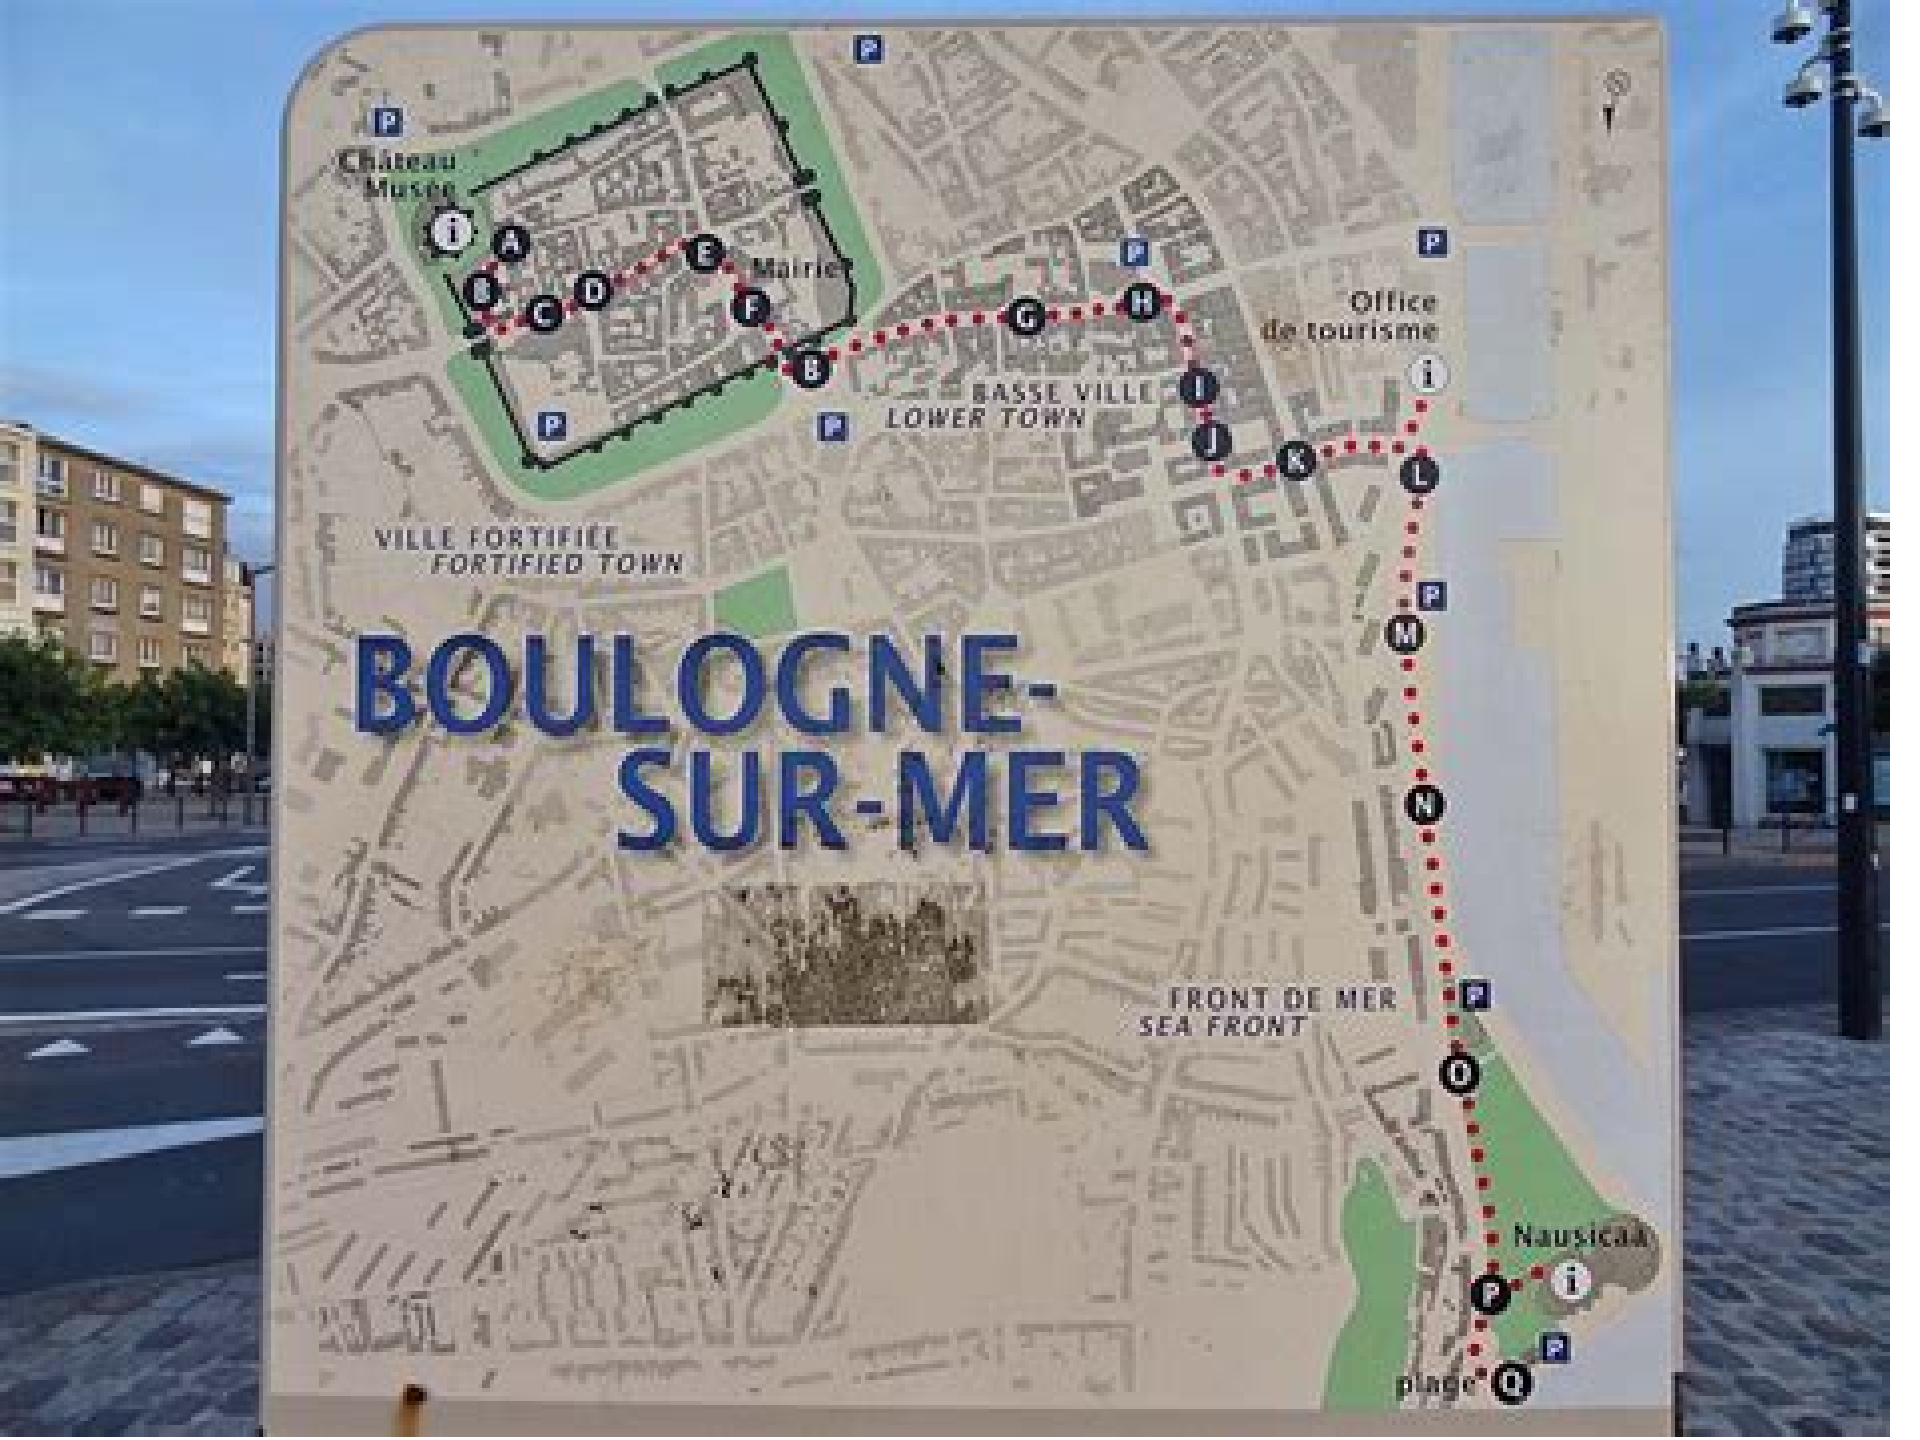 P
P
Château
Musée
i
A
B
C
D
E
Mairie
F
B
G
P
H
P
Office
de tourisme
i
BASSE VILLE
LOWER TOWN
I
J
K
L
P
P
VILLE FORTIFIÉE
FORTIFIED TOWN
P
M
BOULOGNE-
SUR-MER
N
FRONT DE MER
SEA FRONT
P
O
Nausicaá
i
P
P
plage
Q